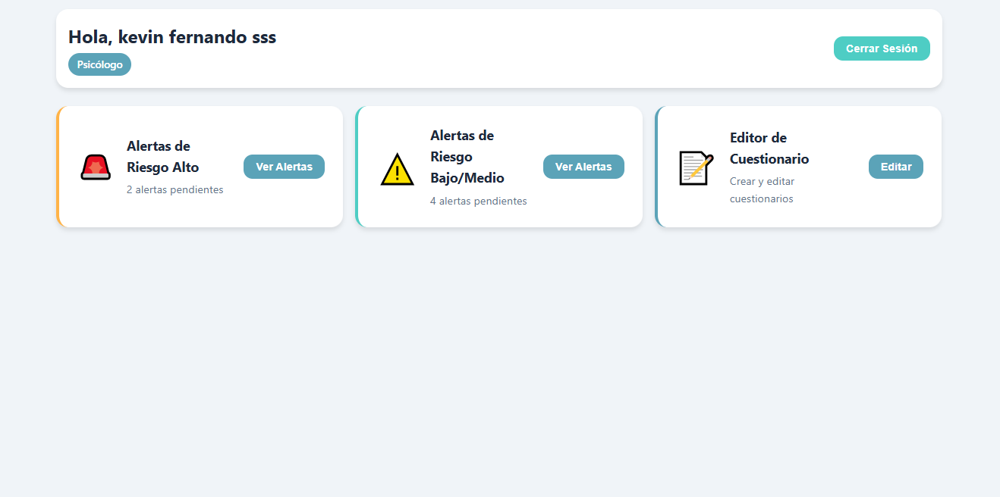 Hola, kevin fernando sss
Psicólogo
Cerrar Sesión
Alertas de
Riesgo Alto
2 alertas pendientes
Ver Alertas
Alertas de
Riesgo
Bajo/Medio
4 alertas pendientes
Ver Alertas
Editor de
Cuestionario
Crear y editar
cuestionarios
Editar